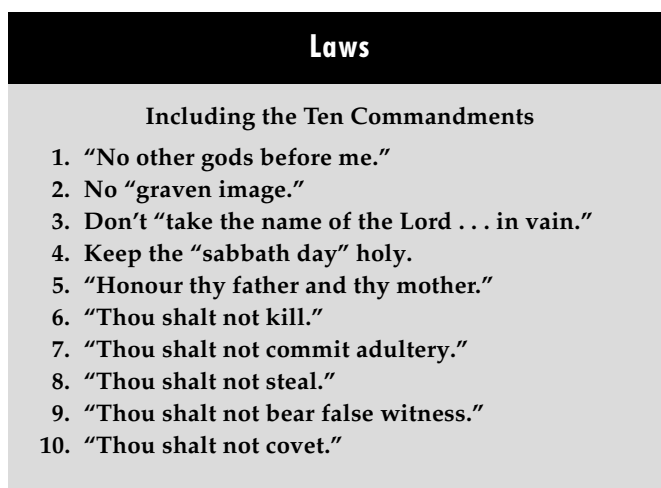 Laws
Including the Ten Commandments
1. “No other gods before me.”
2. No “graven image.”
3. Don’t “take the name of the Lord . . . in vain.”
4. Keep the “sabbath day” holy.
5. “Honour thy father and thy mother.”
6. “Thou shalt not kill.”
7. “Thou shalt not commit adultery.”
8. “Thou shalt not steal.”
9. “Thou shalt not bear false witness.”
10. “Thou shalt not covet.”